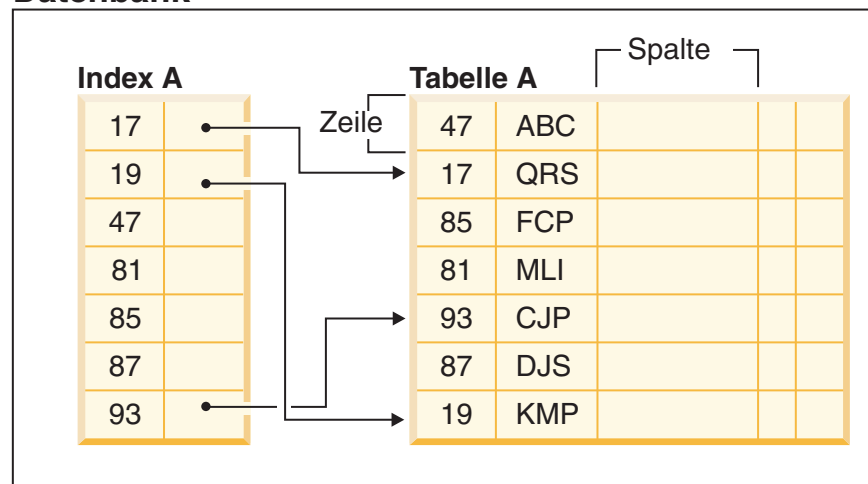 Datenbank
Spalte
Index A
Tabelle A
Zeile
17
47 ABC
19
17 QRS
47
85 FCP
81
81 MLI
85
93 CJP
87
87 DJS
93
19 KMP